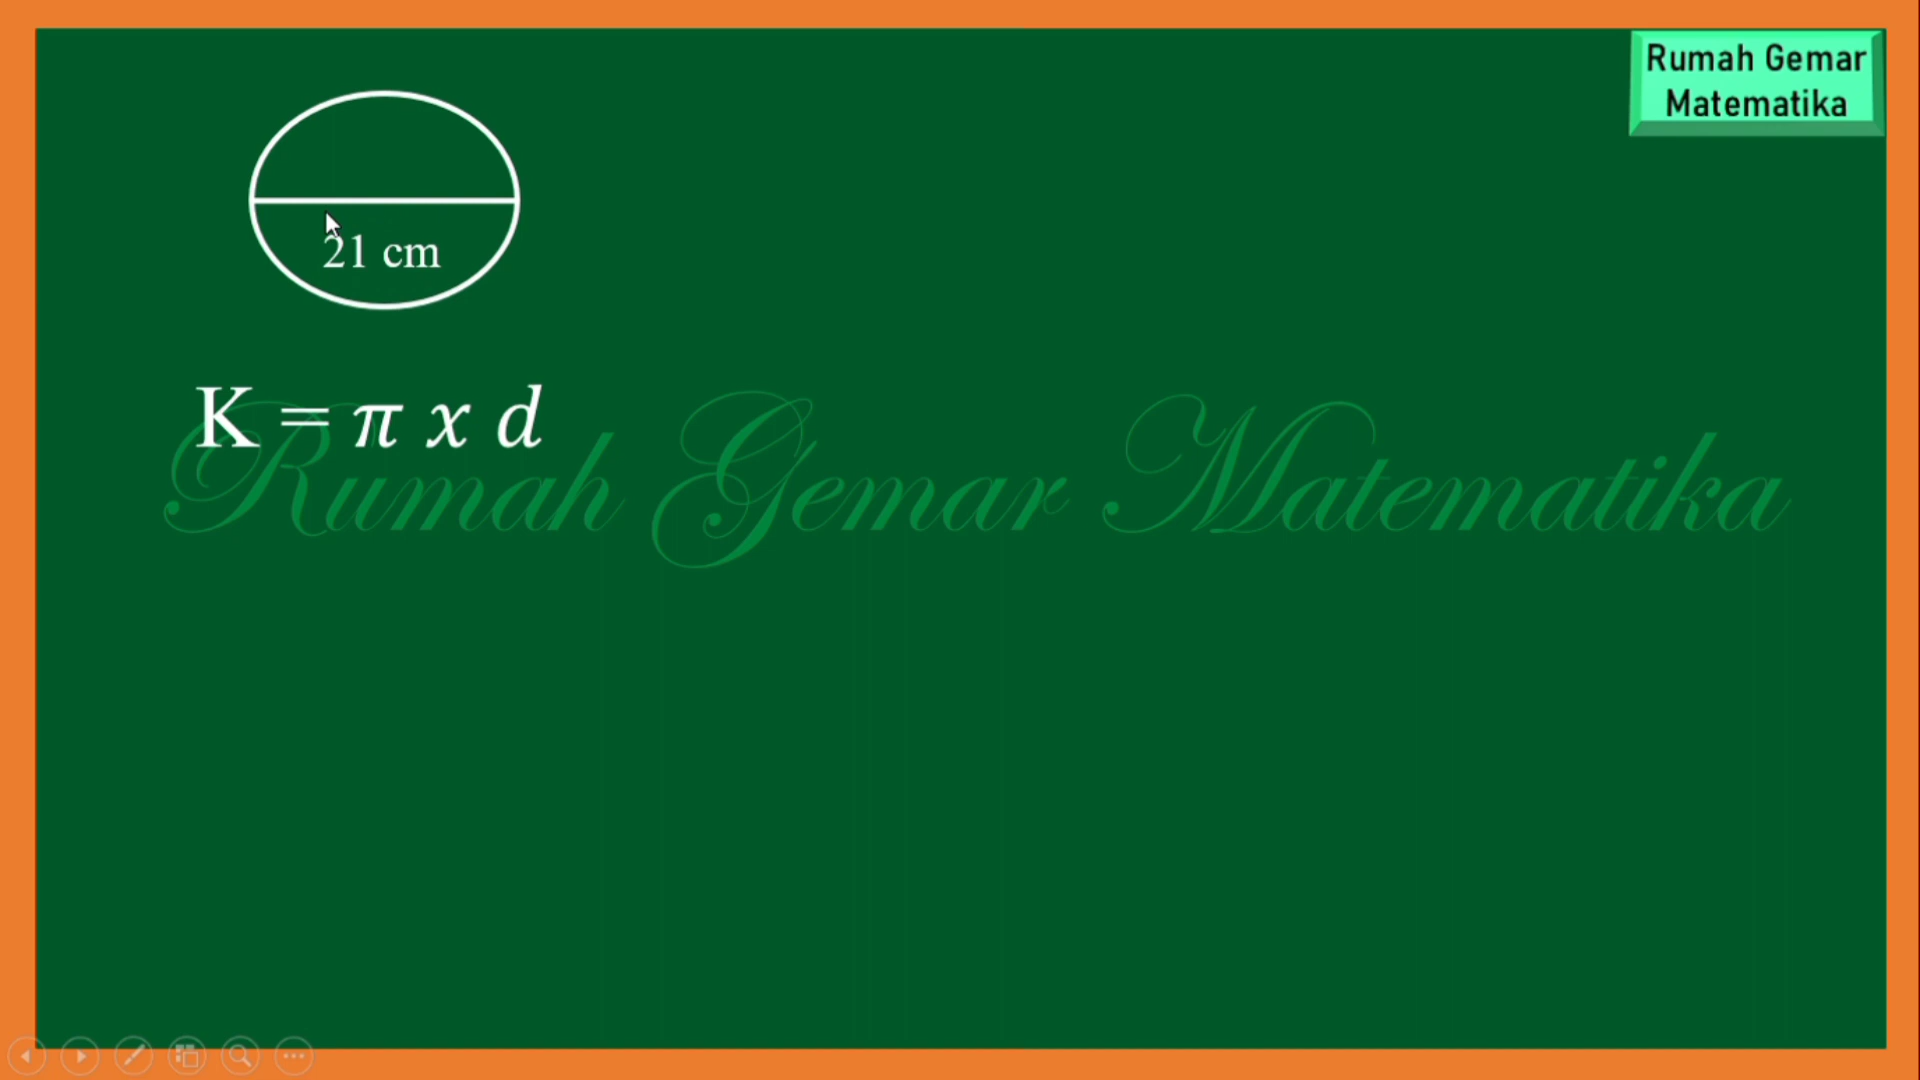 Rumah Gemar
Matematika
21 cm
K = π x d
Rumah Gemar Matematika